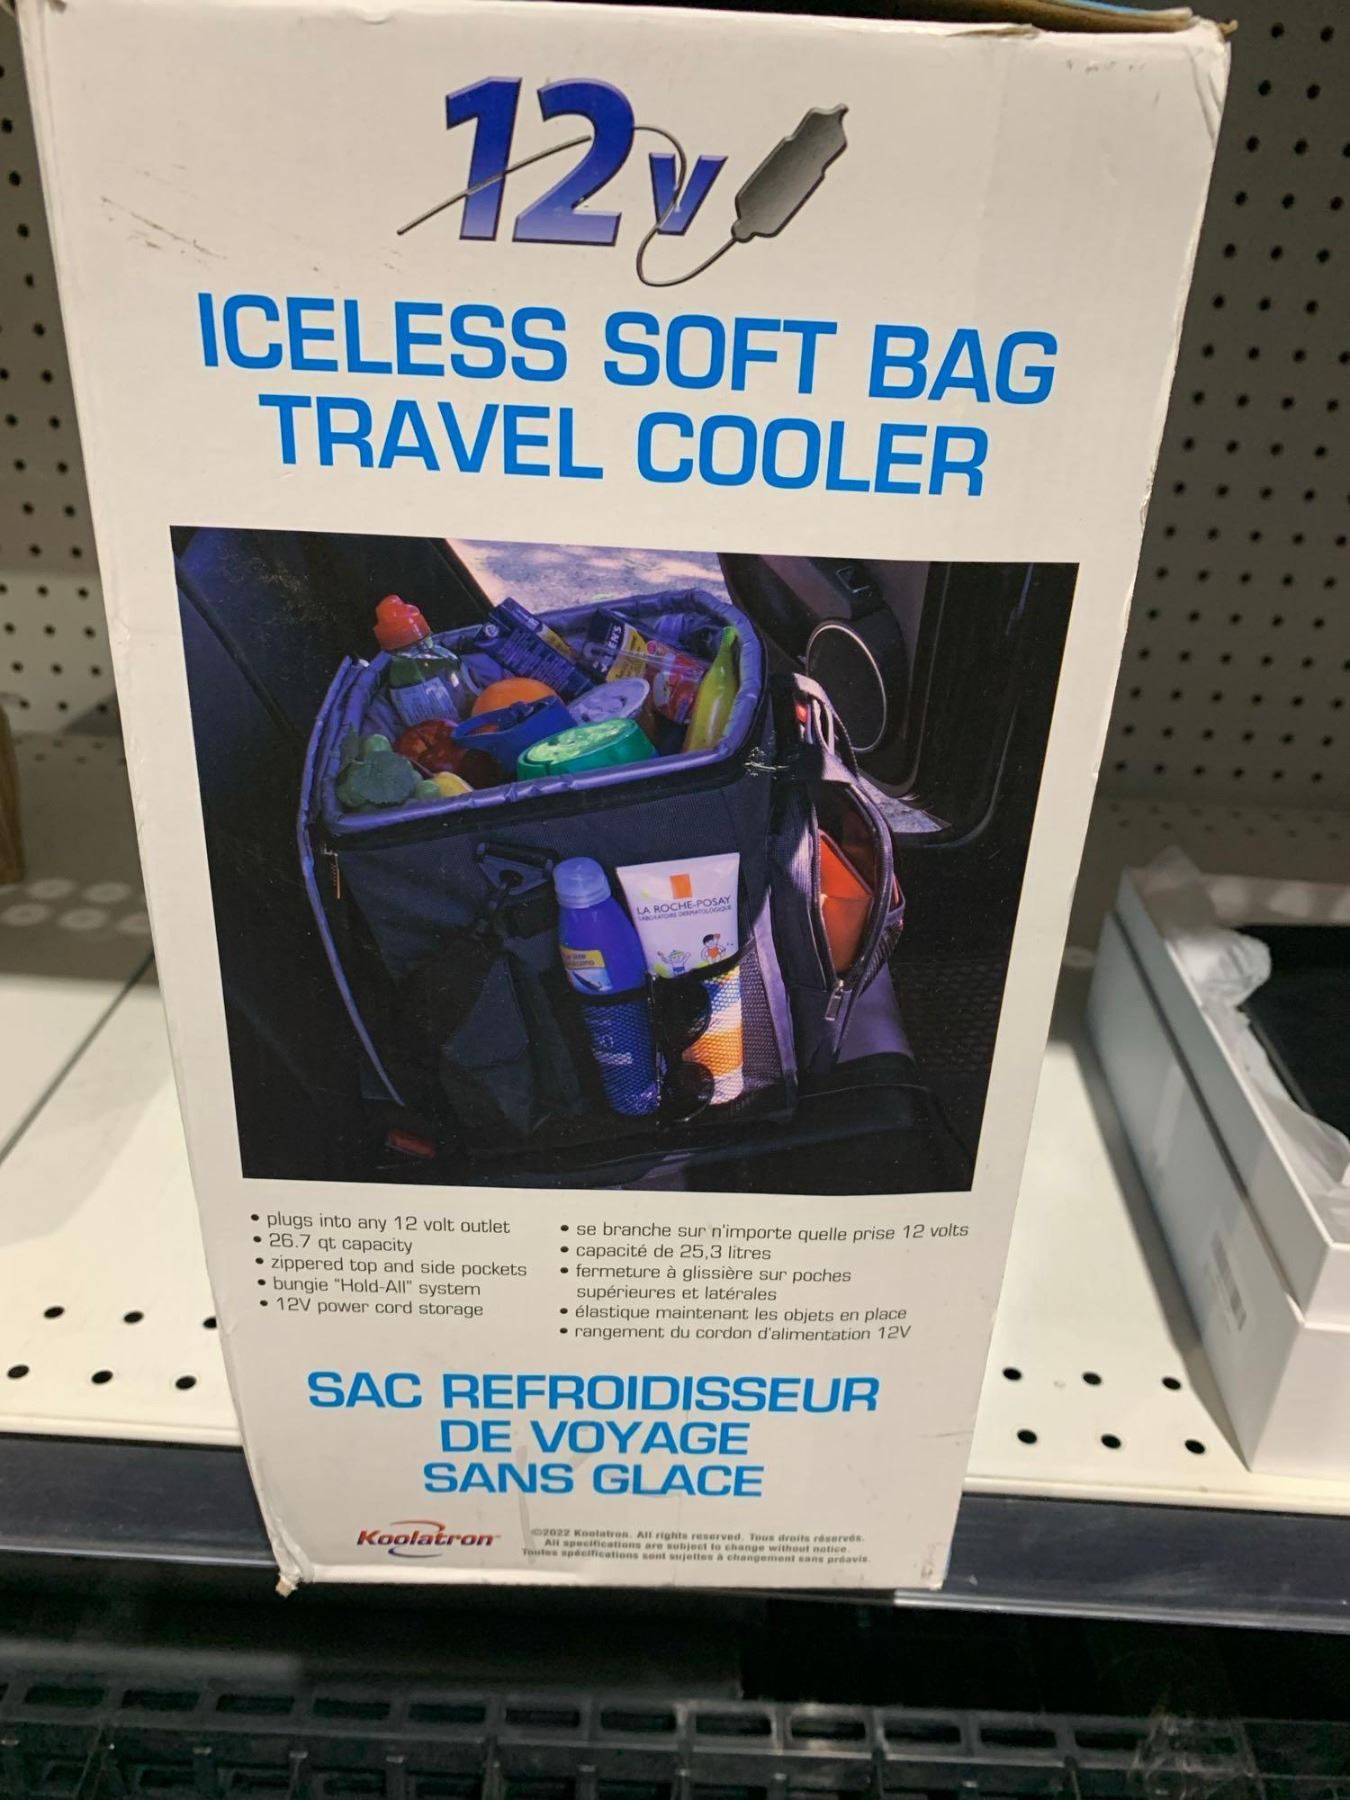 12v
ICELESS SOFT BAG
TRAVEL COOLER
LA ROCHE-POSAY
LABORATOIRE DERMATOLOGIQUE
• plugs into any 12 volt outlet
• 26.7 qt capacity
• zippered top and side pockets
• bungie "Hold-All" system
• 12V power cord storage
• se branche sur n'importe quelle prise 12 volts
• capacité de 25,3 litres
• fermeture à glissière sur poches
supérieures et latérales
• élastique maintenant les objets en place
• rangement du cordon d'alimentation 12V
SAC REFROIDISSEUR
DE VOYAGE
SANS GLACE
Koolatron
©2022 Koolatron. All rights reserved. Tous droits réservés.
All specifications are subject to change without notice.
Toutes spécifications sont sujettes à changement sans préavis.